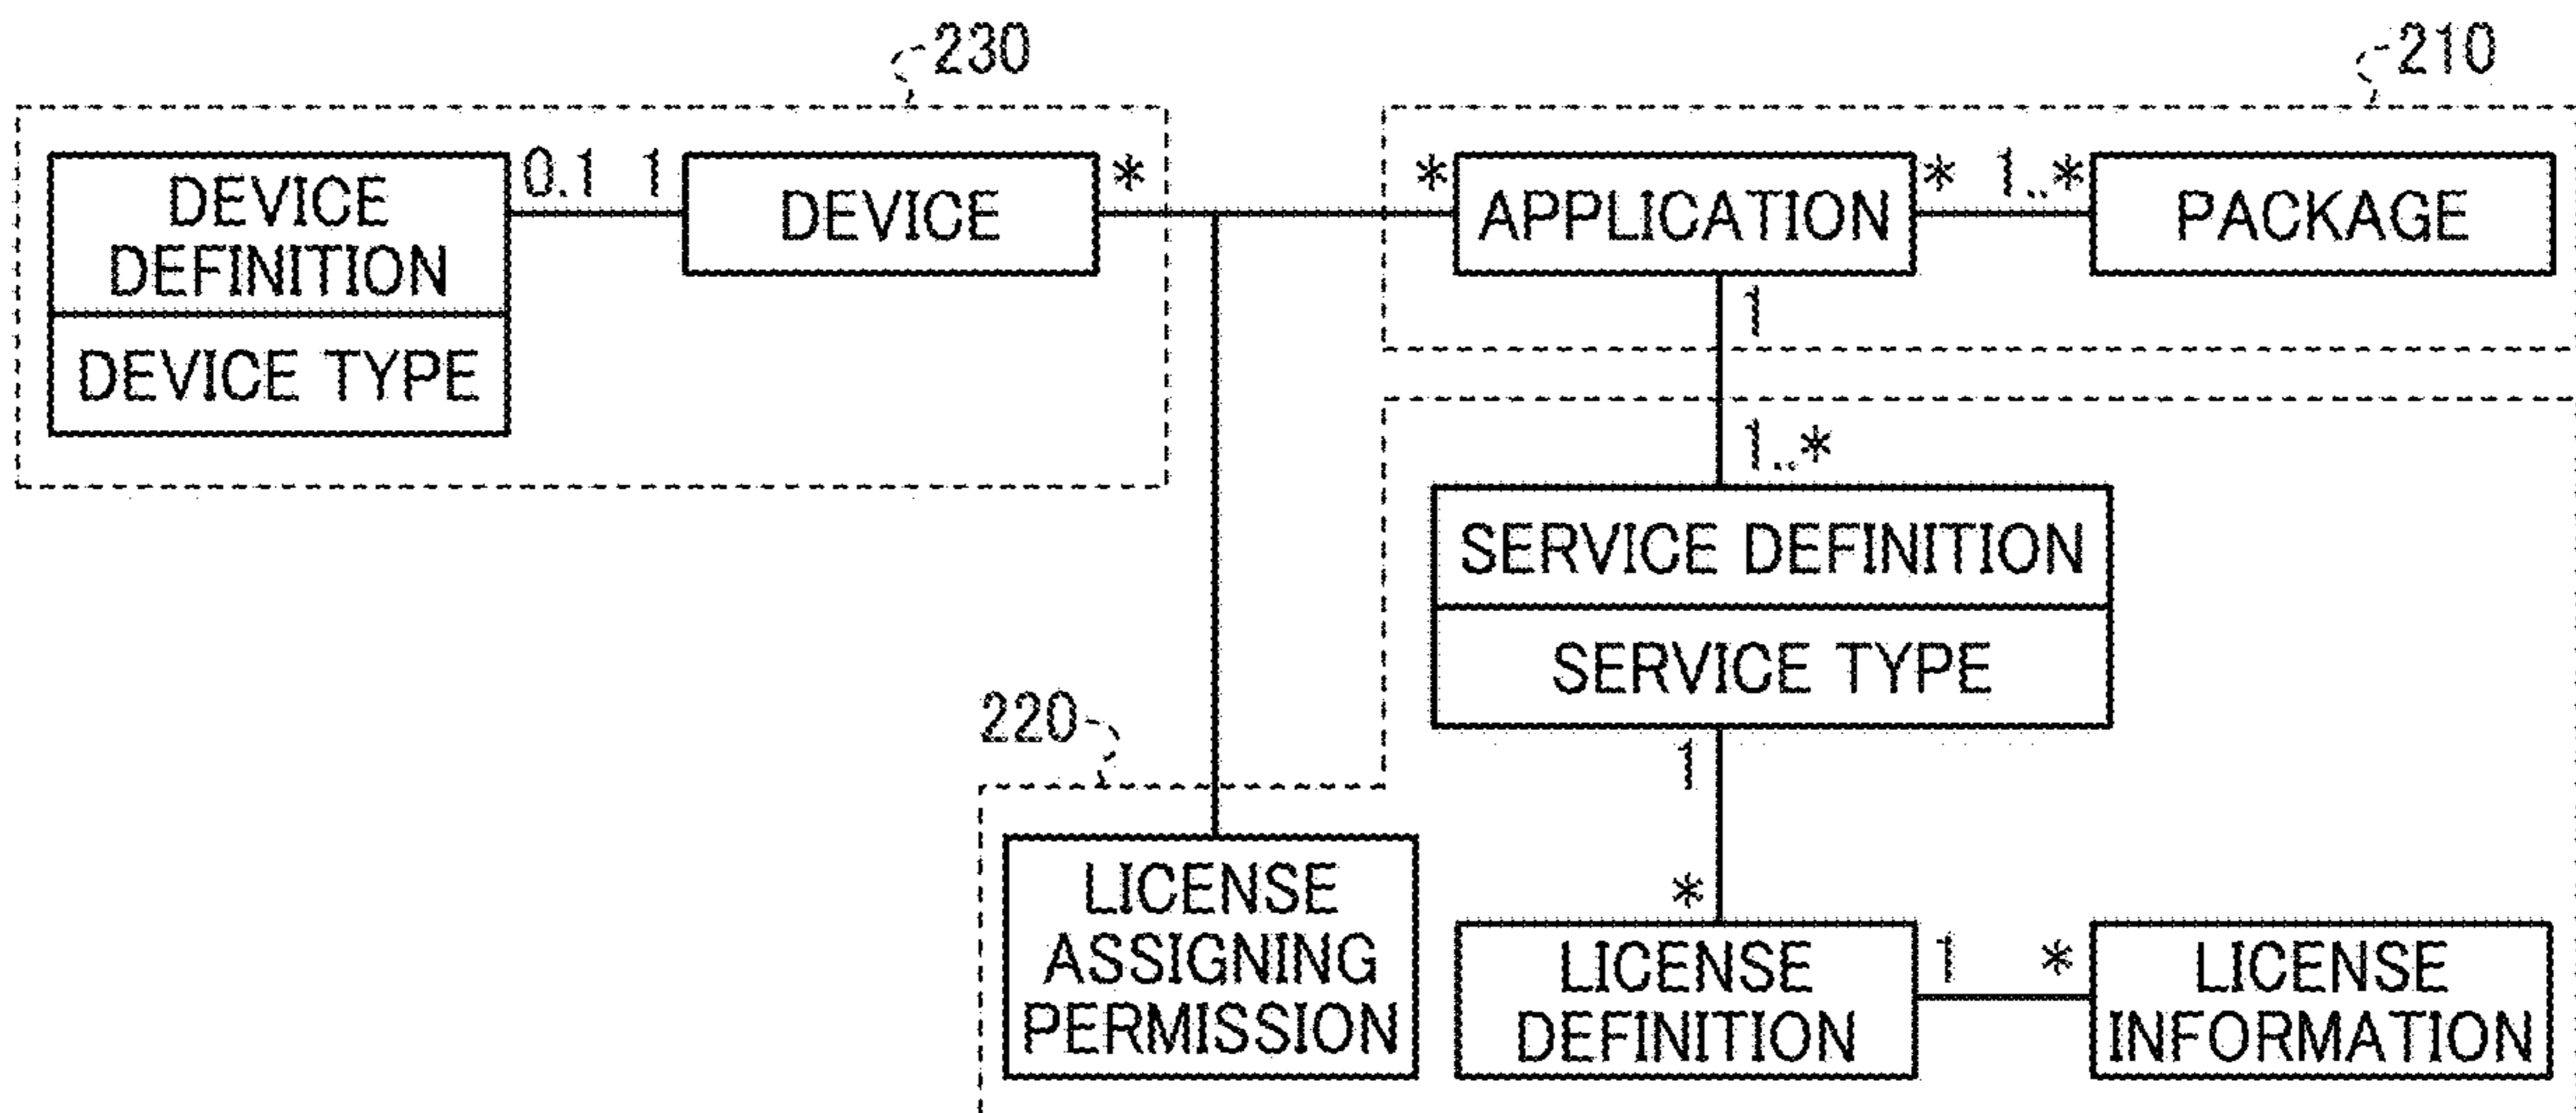 230
210
DEVICE
DEFINITION
DEVICE TYPE
0.1 1
DEVICE
*
*
APPLICATION
* 1..*
PACKAGE
1
1..*
SERVICE DEFINITION
SERVICE TYPE
220
1
*
LICENSE
ASSIGNING
PERMISSION
LICENSE
DEFINITION
1 *
LICENSE
INFORMATION